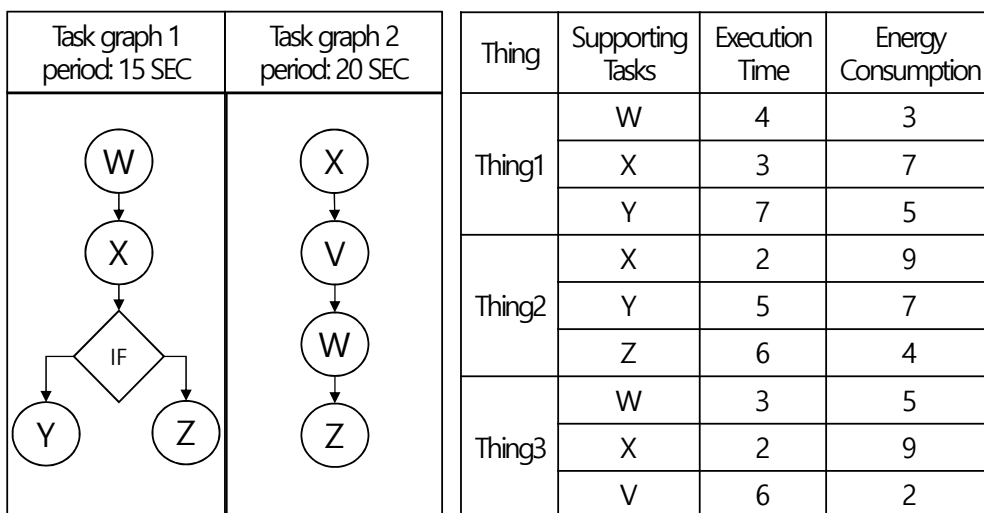 Task graph 1
period: 15 SEC
Task graph 2
period: 20 SEC
W
X
IF
Y
Z
X
V
W
Z
Thing
Supporting
Tasks
Execution
Time
Energy
Consumption
Thing1
W 4 3
X 3 7
Y 7 5
Thing2
X 2 9
Y 5 7
Z 6 4
Thing3
W 3 5
X 2 9
V 6 2